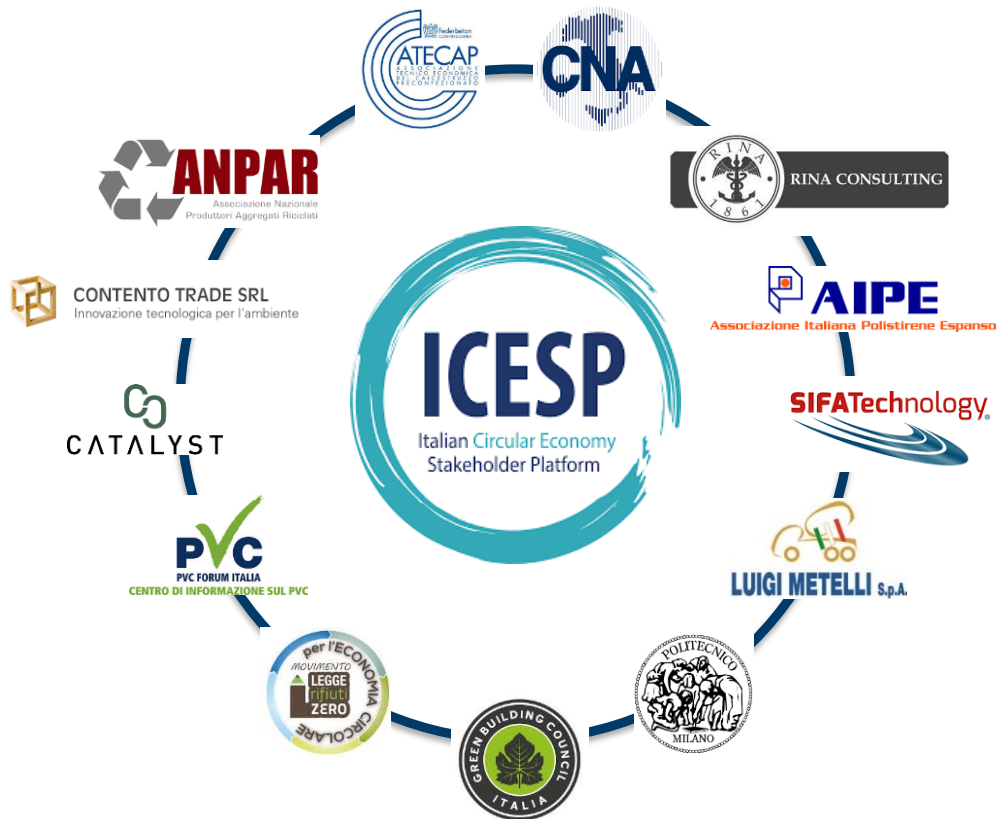 Federbeton
CONFINDUSTRIA
ATECAP
ASSOCIAZIONE
TECNICO ECONOMICA
DEL CALCESTRUZZO
PRECONFEZIONATO
CNA
ANPAR
Associazione Nazionale
Produttori Aggregati Riciclati
RINA
1861
RINA CONSULTING
CONTENTO TRADE SRL
Innovazione tecnologica per l'ambiente
AIPE
Associazione Italiana Polistirene Espanso
ICESP
Italian Circular Economy
Stakeholder Platform
CATALYST
SIFATechnology®
PVC
PVC FORUM ITALIA
CENTRO DI INFORMAZIONE SUL PVC
LUIGI METELLI S.p.A.
per l'ECONOMIA CIRCOLARE
MOVIMENTO
LEGGE
rifiuti
ZERO
POLITECNICO
MILANO
GREEN BUILDING COUNCIL
ITALIA